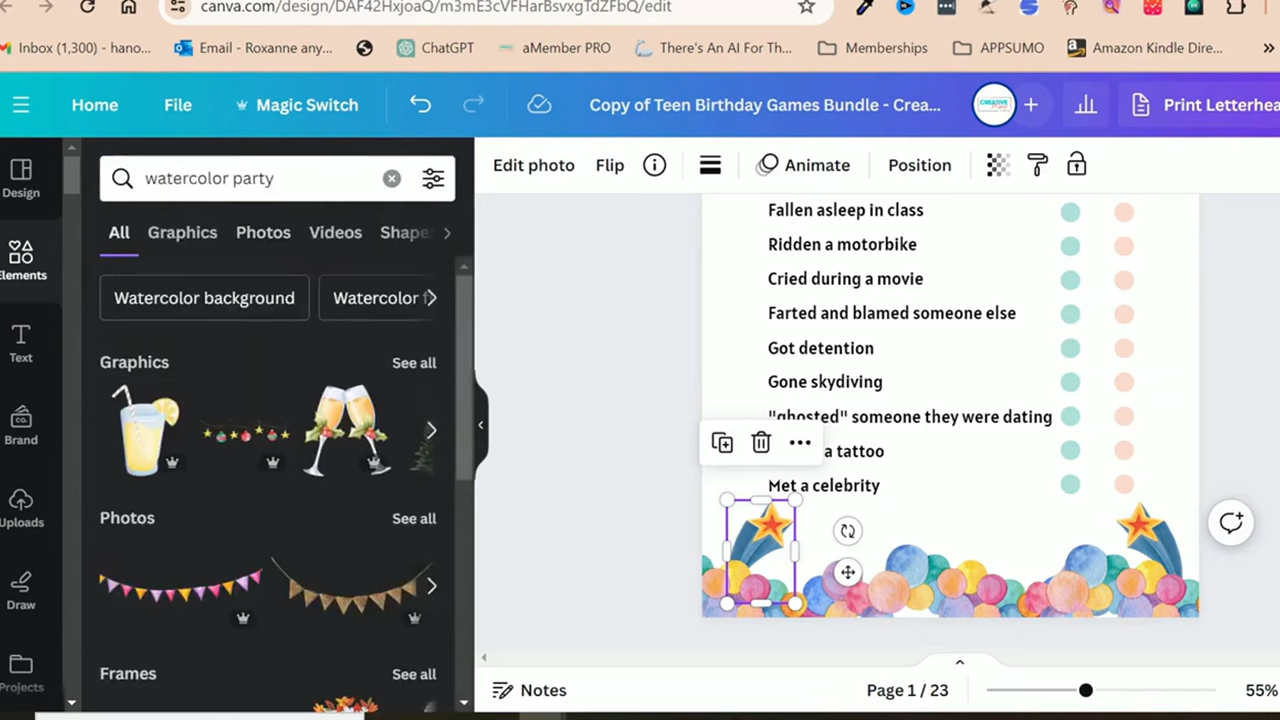 canva.com/design/DAF42HxjoaQ/m3mE3cVFHarBsvxgTdZFbQ/edit
Inbox (1,300) - hano...
Email - Roxanne any...
ChatGPT
aMember PRO
There's An AI For Th...
Memberships
APPSUMO
Amazon Kindle Dire...
»
Home
File
Magic Switch
Copy of Teen Birthday Games Bundle - Crea...
Print Letterhea
Design
Elements
Text
Brand
Uploads
Draw
Projects
watercolor party
All
Graphics
Photos
Videos
Shape
Watercolor background
Watercolor
Graphics
See all
Photos
See all
Frames
See all
Edit photo
Flip
Animate
Position
Fallen asleep in class
Ridden a motorbike
Cried during a movie
Farted and blamed someone else
Got detention
Gone skydiving
"ghosted" someone they were dating
a tattoo
Met a celebrity
Notes
Page 1 / 23
55%